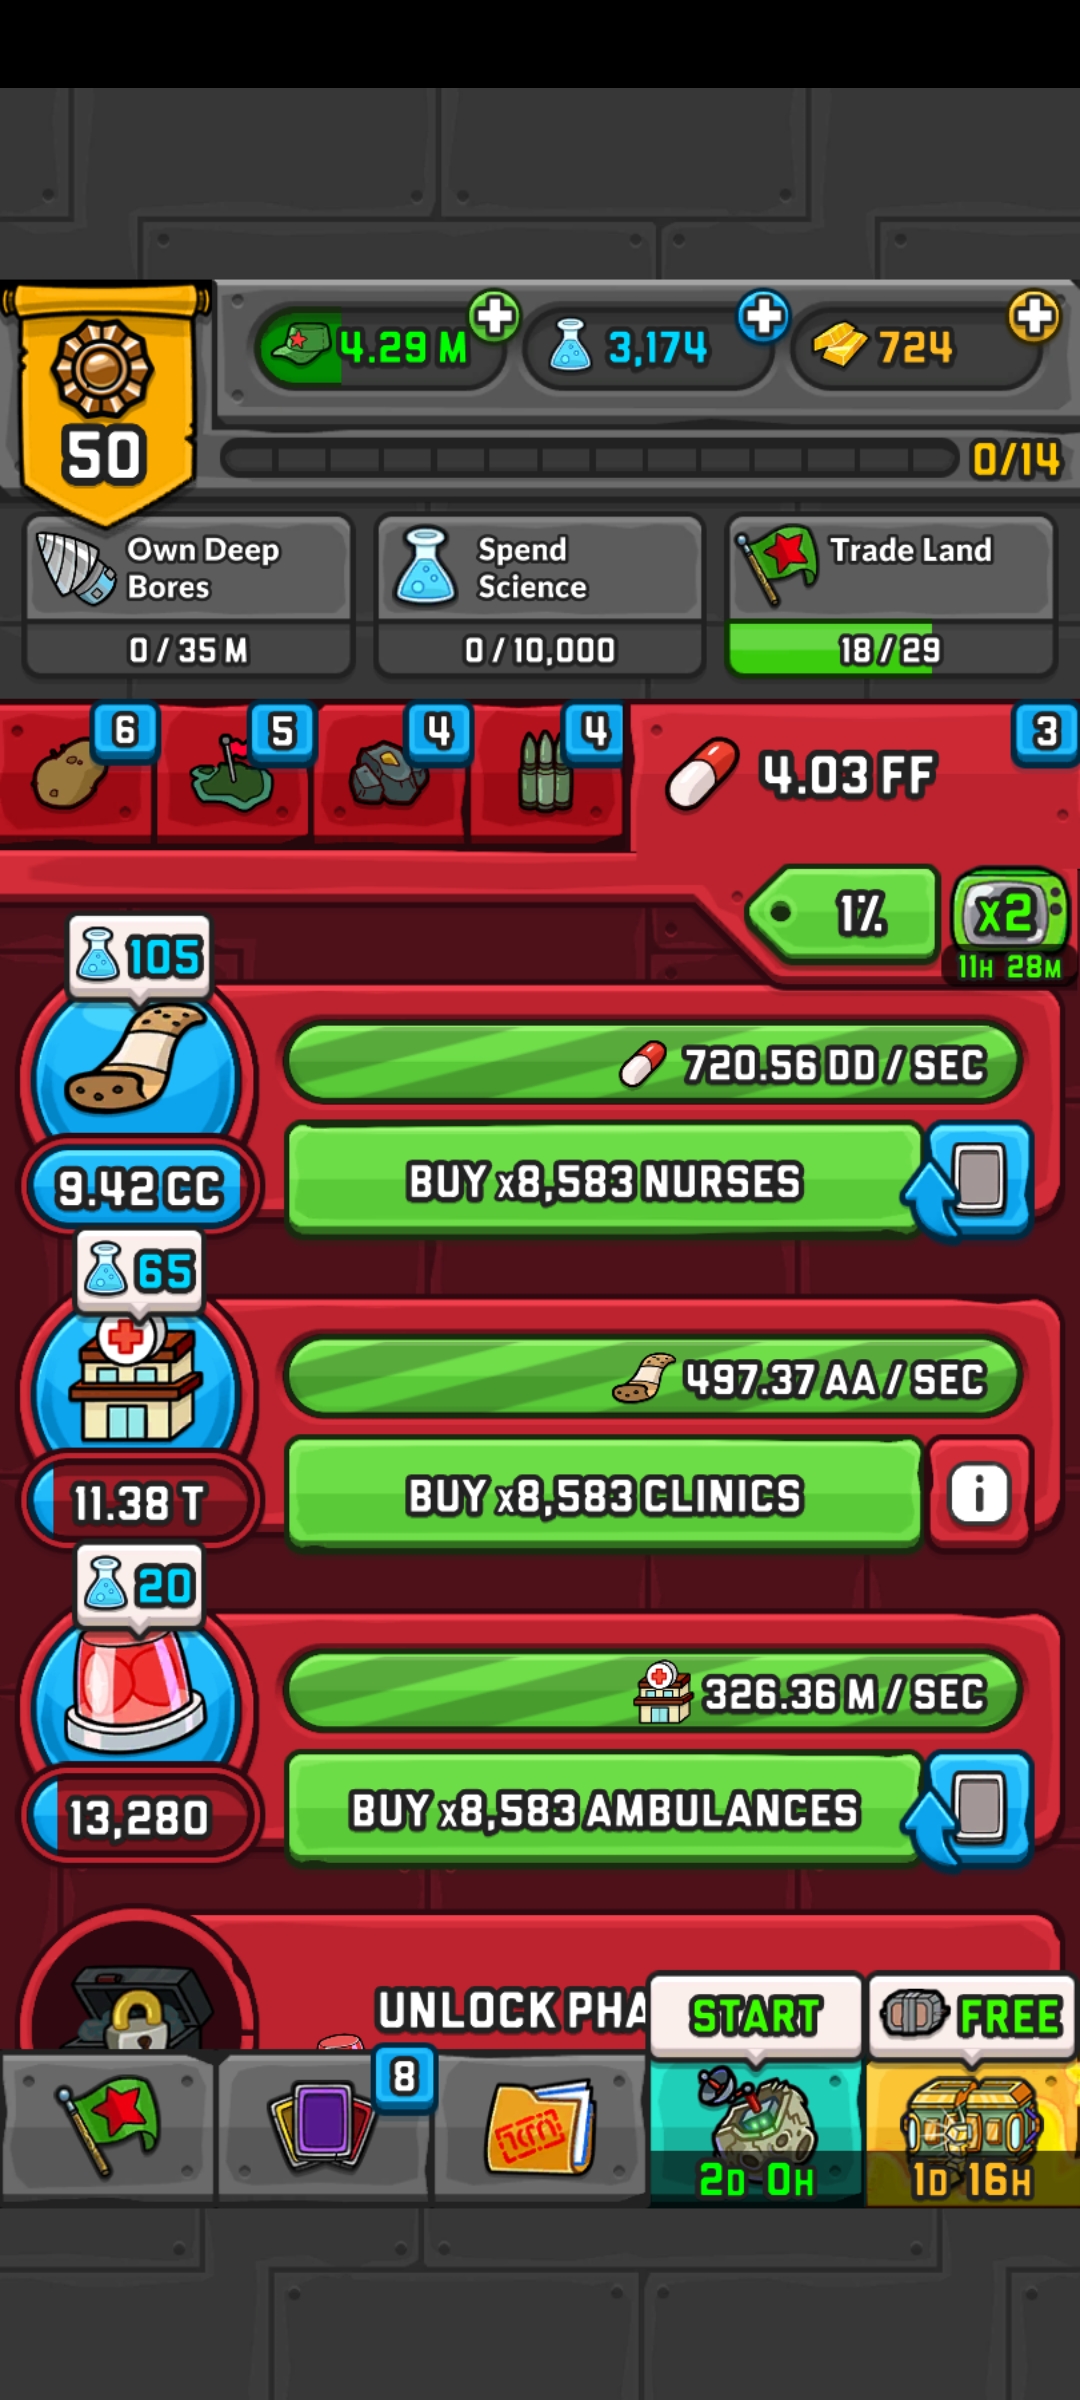 50
4.29 M
3,174
724
0/14
Own Deep
Bores
0 / 35 M
Spend
Science
0 / 10,000
Trade Land
18 / 29
6
5
4
4
3
4.03 FF
1%
x2
11H 28M
105
720.56 DD / SEC
9.42 CC
BUY x8,583 NURSES
65
497.37 AA / SEC
11.38 T
BUY x8,583 CLINICS
i
20
326.36 M / SEC
13,280
BUY x8,583 AMBULANCES
UNLOCK PHA
START
FREE
8
2D 0H
1D 16H